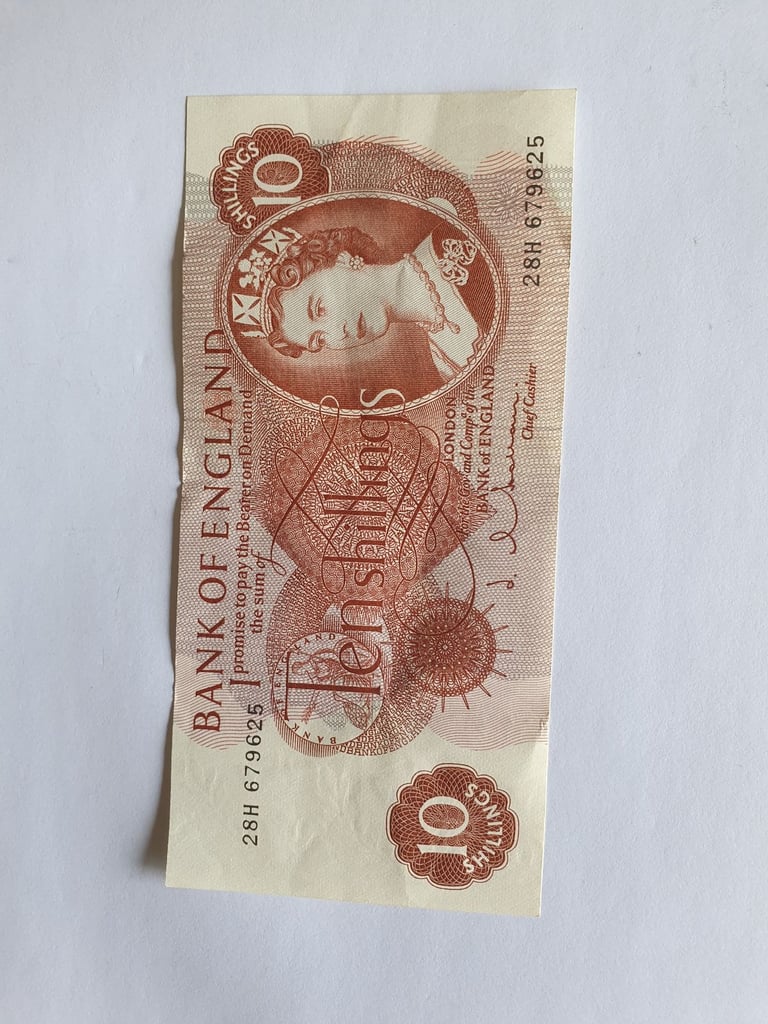 BANK OF ENGLAND
I promise to pay the Bearer on Demand
the sum of
Ten shillings
28H 679625
28H 679625
10
SHILLINGS
LONDON
for the Govr and Compa of the
BANK of ENGLAND
Chief Cashier
10
SHILLINGS